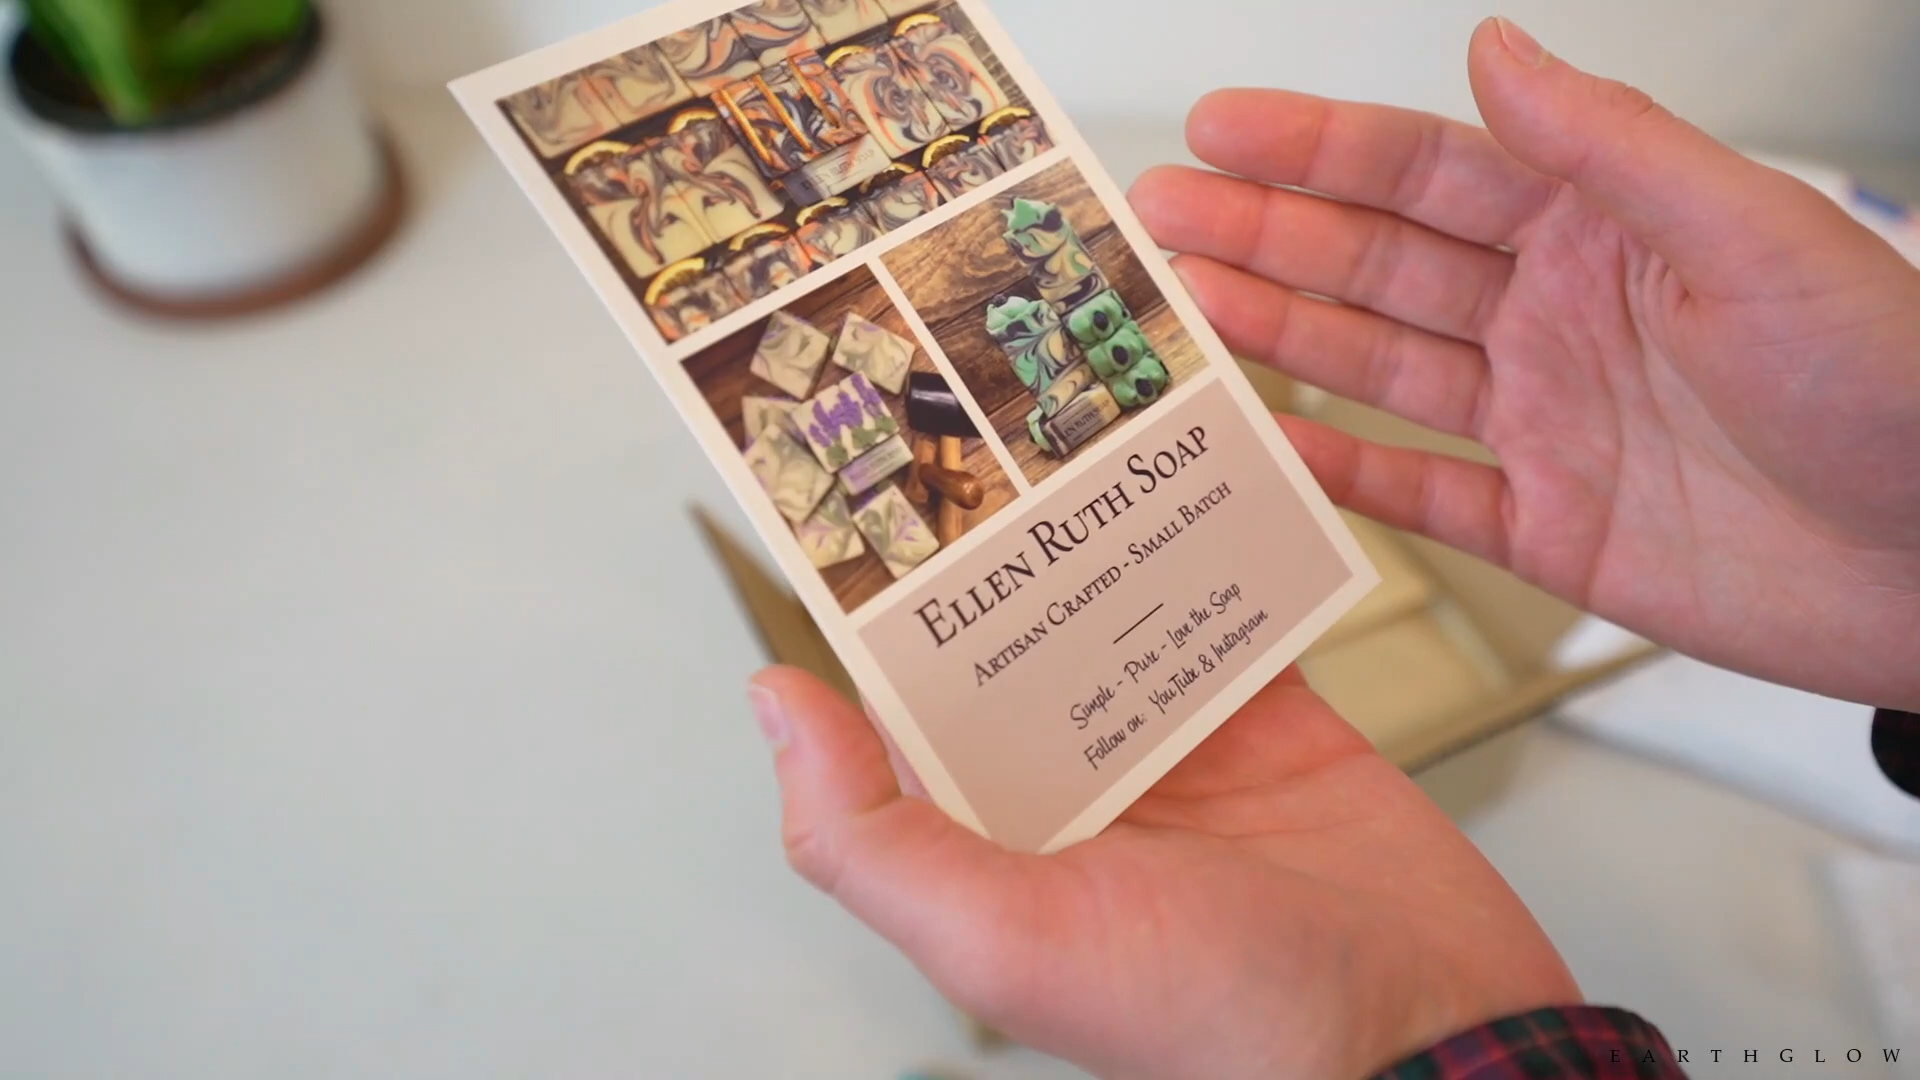 ELLEN RUTH SOAP
ARTISAN CRAFTED - SMALL BATCH
Simple - Pure - Love the Soap
Follow on: YouTube & Instagram
EARTHGLOW